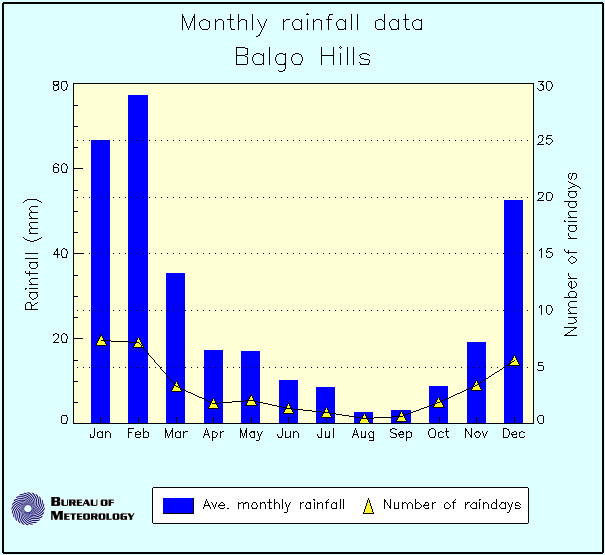 Monthly rainfall data
Balgo Hills
80
60
40
20
0
Rainfall (mm)
30
25
20
15
10
5
0
Number of raindays
Jan Feb Mar Apr May Jun Jul Aug Sep Oct Nov Dec
BUREAU OF
METEOROLOGY
Ave. monthly rainfall Number of raindays